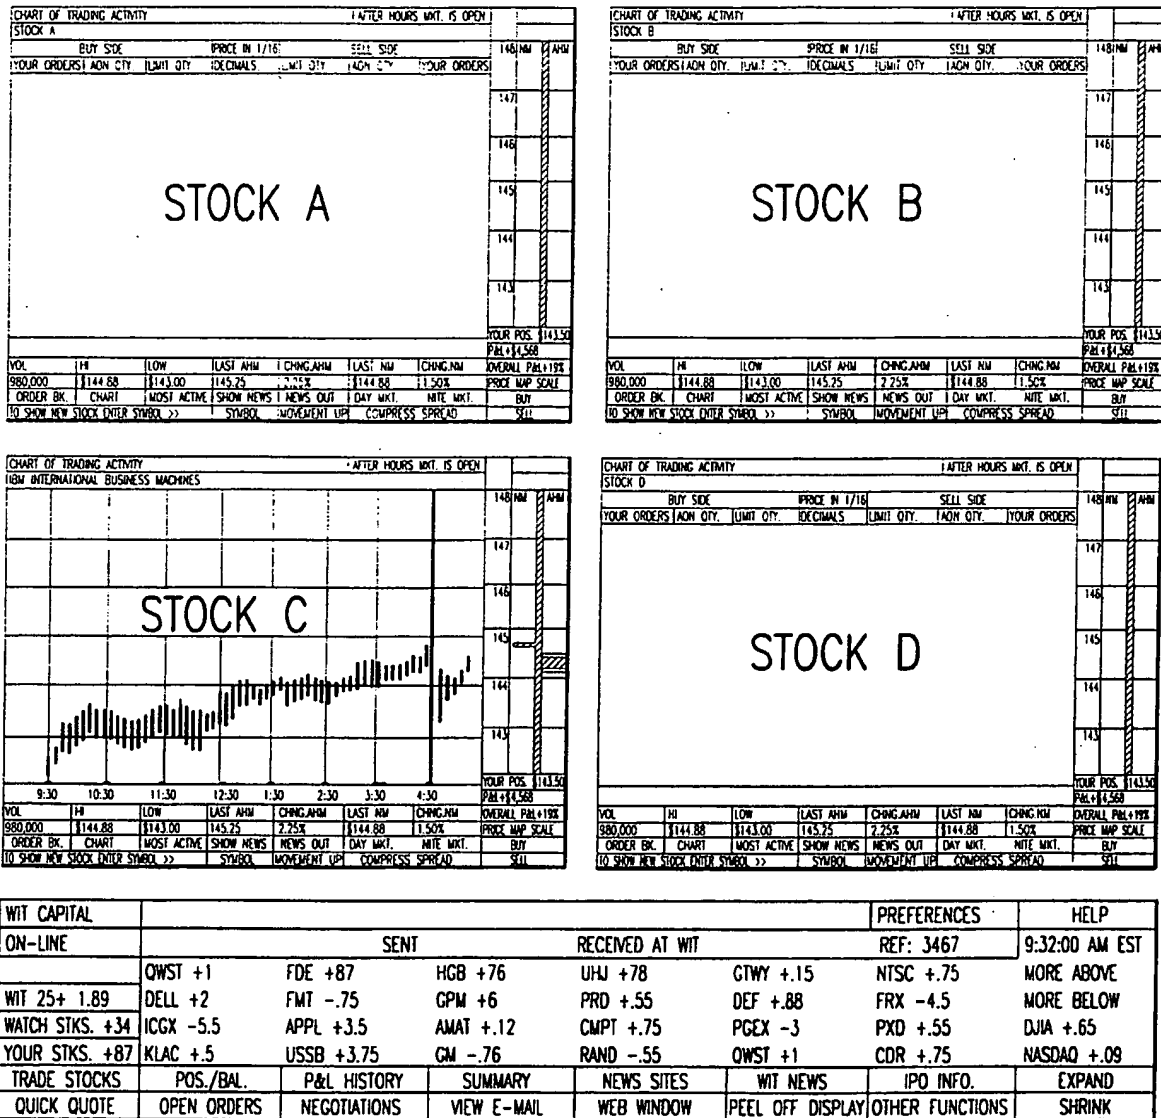 CHART OF TRADING ACTIVITY AFTER HOURS MKT. IS OPEN
STOCK A
BUY SIDE PRICE IN 1/16 SELL SIDE 148 NM AHM
YOUR ORDERS AON QTY LIMIT QTY DECIMALS LIMIT QTY AON QTY. YOUR ORDERS
147
146
145
STOCK A
144
143
YOUR POS. $143.50
P&L+$4,568
VOL HI LOW LAST AHM CHNG.AHM LAST NM CHNG.NM OVERALL P&L+19%
980,000 $144.88 $143.00 145.25 2.25% $144.88 1.50% PRICE MAP SCALE
ORDER BK. CHART MOST ACTIVE SHOW NEWS NEWS OUT DAY MKT. NITE MKT. BUY
TO SHOW NEW STOCK ENTER SYMBOL >> SYMBOL MOVEMENT UP COMPRESS SPREAD SELL
CHART OF TRADING ACTIVITY AFTER HOURS MKT. IS OPEN
STOCK B
BUY SIDE PRICE IN 1/16 SELL SIDE 148 NM AHM
YOUR ORDERS AON QTY. LIMIT QTY. DECIMALS LIMIT QTY. AON QTY. YOUR ORDERS
147
146
145
STOCK B
144
143
YOUR POS. $143.50
P&L+$4,568
VOL HI LOW LAST AHM CHNG.AHM LAST NM CHNG.NM OVERALL P&L+19%
980,000 $144.88 $143.00 145.25 2.25% $144.88 1.50% PRICE MAP SCALE
ORDER BK. CHART MOST ACTIVE SHOW NEWS NEWS OUT DAY MKT. NITE MKT. BUY
TO SHOW NEW STOCK ENTER SYMBOL >> SYMBOL MOVEMENT UP COMPRESS SPREAD SELL
CHART OF TRADING ACTIVITY AFTER HOURS MKT. IS OPEN
IBM INTERNATIONAL BUSINESS MACHINES
148 NM AHM
147
146
STOCK C
145
144
143
YOUR POS. $143.50
9:30 10:30 11:30 12:30 1:30 2:30 3:30 4:30
P&L+$4,568
VOL HI LOW LAST AHM CHNG.AHM LAST NM CHNG.NM OVERALL P&L+19%
980,000 $144.88 $143.00 145.25 2.25% $144.88 1.50% PRICE MAP SCALE
ORDER BK. CHART MOST ACTIVE SHOW NEWS NEWS OUT DAY MKT. NITE MKT. BUY
TO SHOW NEW STOCK ENTER SYMBOL >> SYMBOL MOVEMENT UP COMPRESS SPREAD SELL
CHART OF TRADING ACTIVITY AFTER HOURS MKT. IS OPEN
STOCK D
BUY SIDE PRICE IN 1/16 SELL SIDE 148 NM AHM
YOUR ORDERS AON QTY. LIMIT QTY. DECIMALS LIMIT QTY. AON QTY. YOUR ORDERS
147
146
145
STOCK D
144
143
YOUR POS. $143.50
P&L+$4,568
VOL HI LOW LAST AHM CHNG.AHM LAST NM CHNG.NM OVERALL P&L+19%
980,000 $144.88 $143.00 145.25 2.25% $144.88 1.50% PRICE MAP SCALE
ORDER BK. CHART MOST ACTIVE SHOW NEWS NEWS OUT DAY MKT. NITE MKT. BUY
TO SHOW NEW STOCK ENTER SYMBOL >> SYMBOL MOVEMENT UP COMPRESS SPREAD SELL
WIT CAPITAL PREFERENCES HELP
ON-LINE SENT RECEIVED AT WIT REF: 3467 9:32:00 AM EST
QWST +1 FDE +87 HGB +76 UHJ +78 GTWY +.15 NTSC +.75 MORE ABOVE
WIT 25+ 1.89 DELL +2 FMT -.75 GPM +6 PRD +.55 DEF +.88 FRX -4.5 MORE BELOW
WATCH STKS. +34 ICGX -5.5 APPL +3.5 AMAT +.12 CMPT +.75 PGEX -3 PXD +.55 DJIA +.65
YOUR STKS. +87 KLAC +.5 USSB +3.75 GM -.76 RAND -.55 QWST +1 CDR +.75 NASDAQ +.09
TRADE STOCKS POS./BAL. P&L HISTORY SUMMARY NEWS SITES WIT NEWS IPO INFO. EXPAND
QUICK QUOTE OPEN ORDERS NEGOTIATIONS VIEW E-MAIL WEB WINDOW PEEL OFF DISPLAY OTHER FUNCTIONS SHRINK